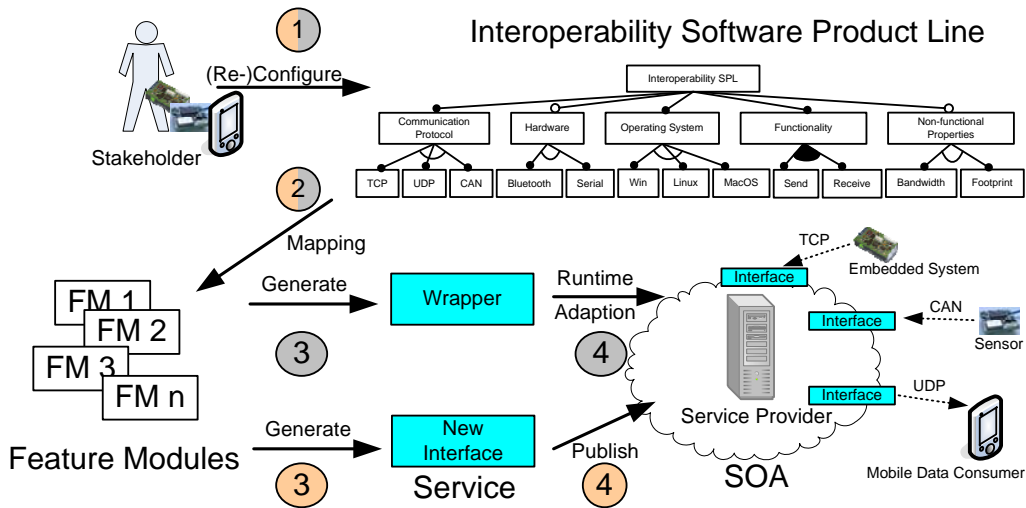 1
Interoperability Software Product Line
(Re-)Configure
Interoperability SPL
Communication
Protocol
Hardware
Operating System
Functionality
Non-functional
Properties
Stakeholder
TCP
UDP
CAN
Bluetooth
Serial
Win
Linux
MacOS
Send
Receive
Bandwidth
Footprint
2
Mapping
TCP
Embedded System
FM 1
FM 2
FM 3
FM n
Generate
Wrapper
Runtime
Adaption
Interface
Interface
CAN
Sensor
3
4
Interface
UDP
Service Provider
Generate
New
Interface
Publish
Feature Modules
3
Service
4
SOA
Mobile Data Consumer